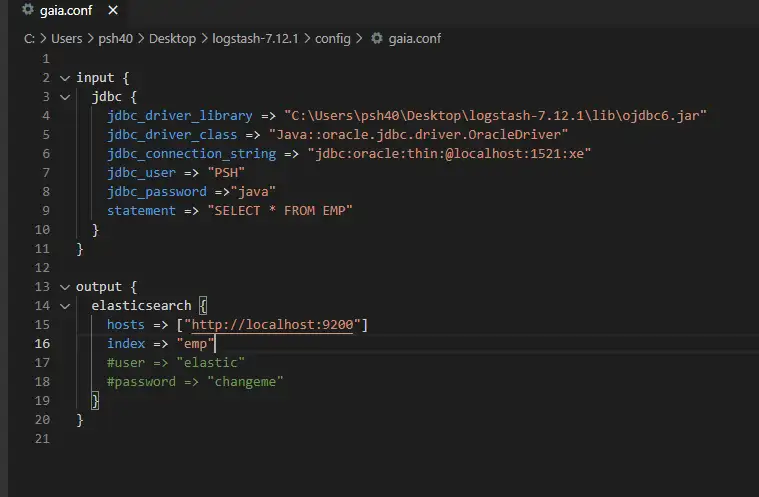 gaia.conf ×
C: > Users > psh40 > Desktop > logstash-7.12.1 > config > gaia.conf
1
2 input {
3 jdbc {
4 jdbc_driver_library => "C:\Users\psh40\Desktop\logstash-7.12.1\lib\ojdbc6.jar"
5 jdbc_driver_class => "Java::oracle.jdbc.driver.OracleDriver"
6 jdbc_connection_string => "jdbc:oracle:thin:@localhost:1521:xe"
7 jdbc_user => "PSH"
8 jdbc_password =>"java"
9 statement => "SELECT * FROM EMP"
10 }
11 }
12
13 output {
14 elasticsearch {
15 hosts => ["http://localhost:9200"]
16 index => "emp"
17 #user => "elastic"
18 #password => "changeme"
19 }
20 }
21